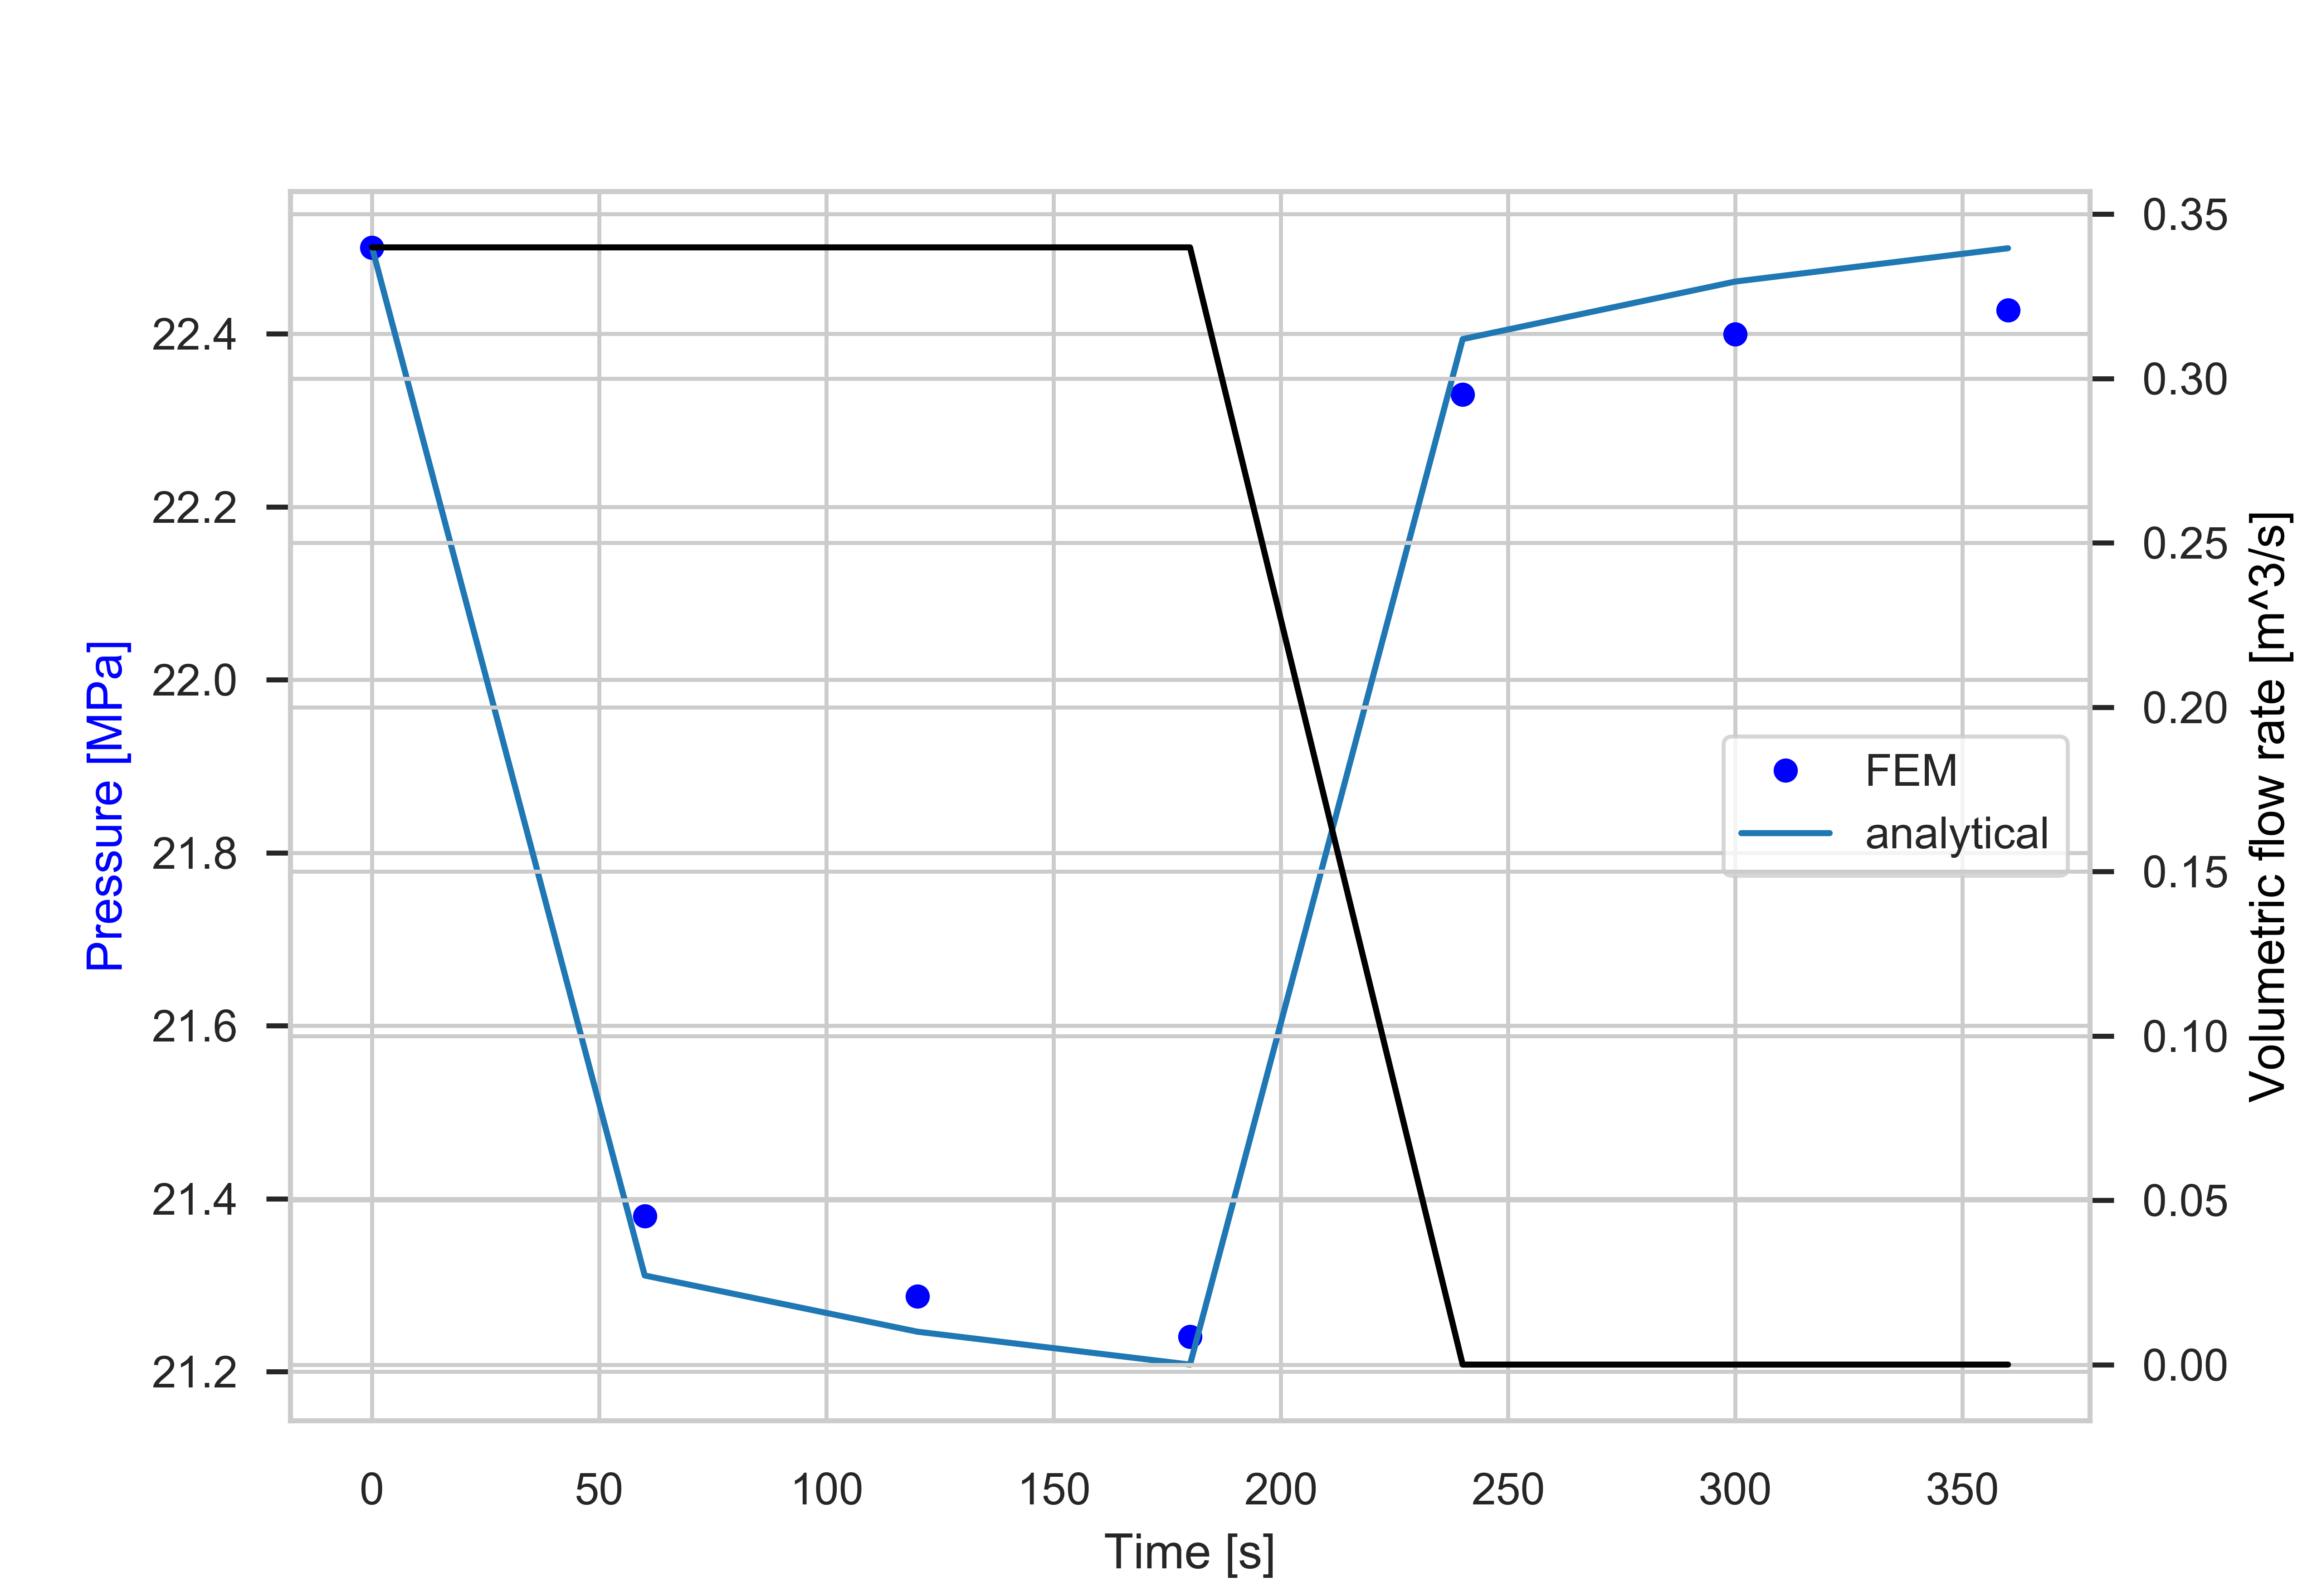 22.4
22.2
22.0
21.8
21.6
21.4
21.2
Pressure [MPa]
0.35
0.30
0.25
0.20
0.15
0.10
0.05
0.00
Volumetric flow rate [m^3/s]
FEM
analytical
0 50 100 150 200 250 300 350
Time [s]